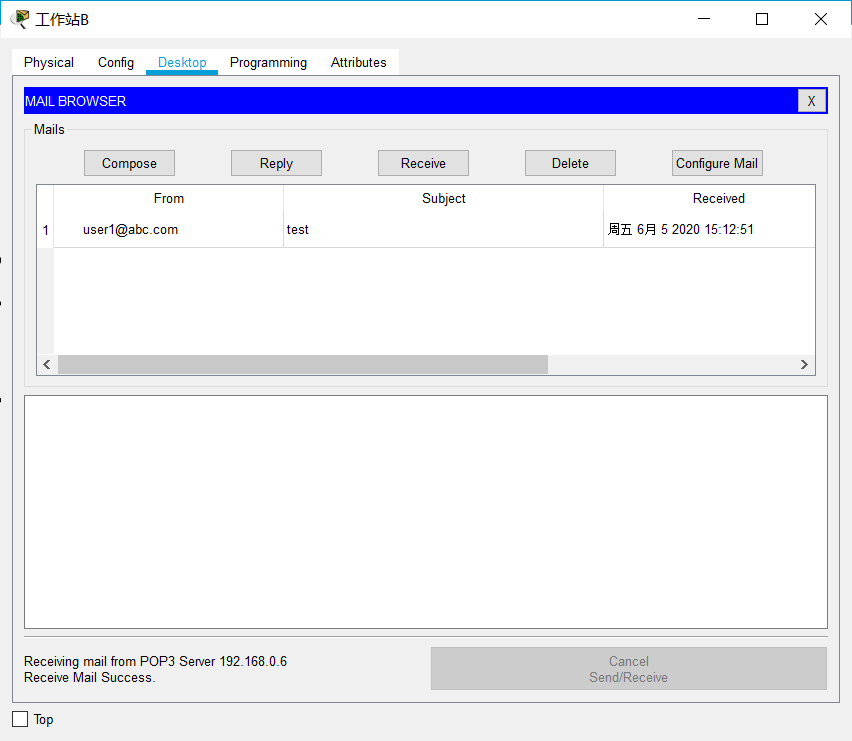 工作站B
Physical Config Desktop Programming Attributes
MAIL BROWSER X
Mails
Compose Reply Receive Delete Configure Mail
From Subject Received
1 user1@abc.com test 周五 6月 5 2020 15:12:51
Receiving mail from POP3 Server 192.168.0.6
Receive Mail Success.
Cancel
Send/Receive
Top